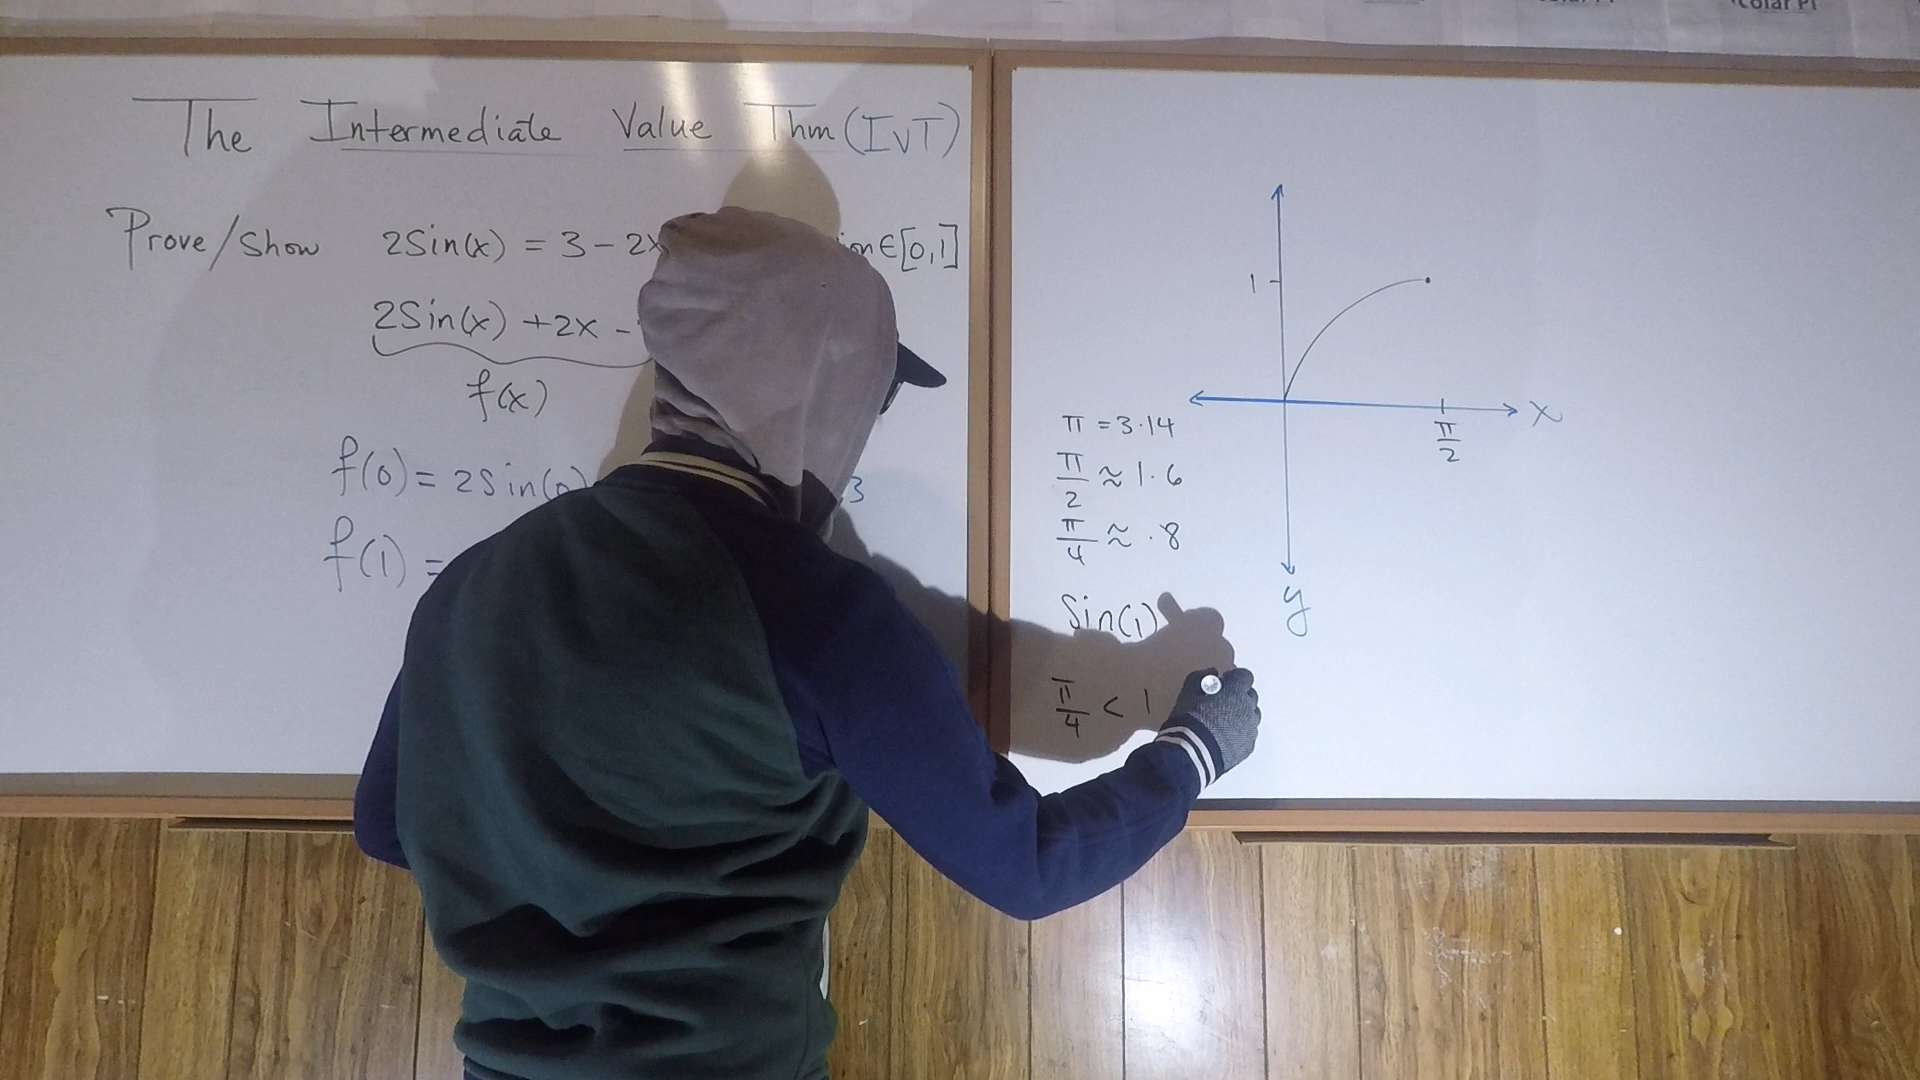 The Intermediate Value Thm (IVT)
Prove/Show 2Sin(x) = 3 - 2x ∈ [0,1]
2Sin(x) + 2x -
f(x)
f(0) = 2Sin(0) 3
f(1) =
1
x
π/2
y
π = 3.14
π/2 ≈ 1.6
π/4 ≈ .8
Sin(1)
π/4 < 1